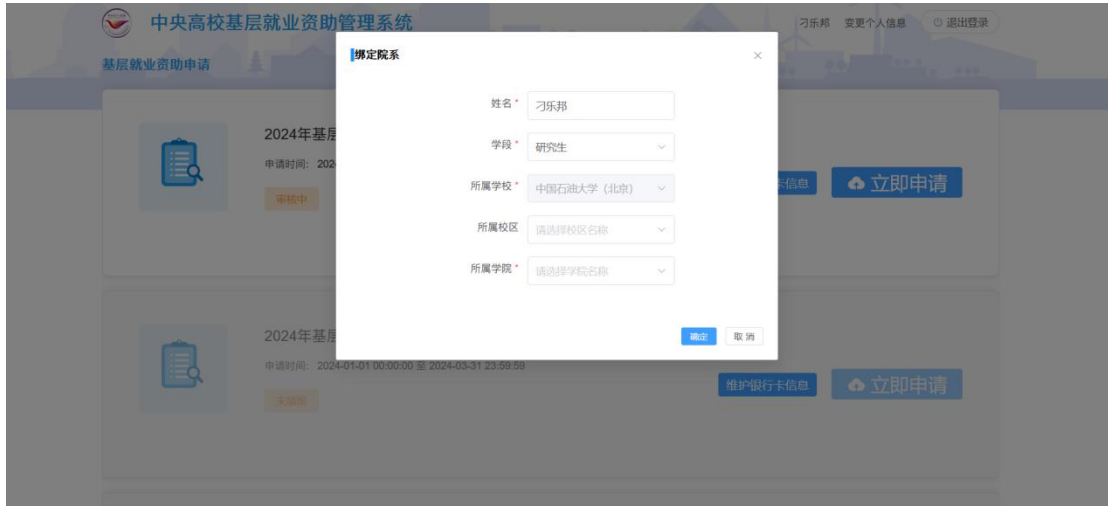 中央高校基层就业资助管理系统
刁乐邦 变更个人信息 退出登录
基层就业资助申请
绑定院系
姓名 * 刁乐邦
学段 * 研究生
所属学校 * 中国石油大学（北京）
所属校区 请选择校区名称
所属学院 * 请选择学院名称
确定 取消
2024年基层
申请时间： 202
审核中
卡信息 立即申请
2024年基层
申请时间： 2024-01-01 00:00:00 至 2024-03-31 23:59:59
维护银行卡信息 立即申请